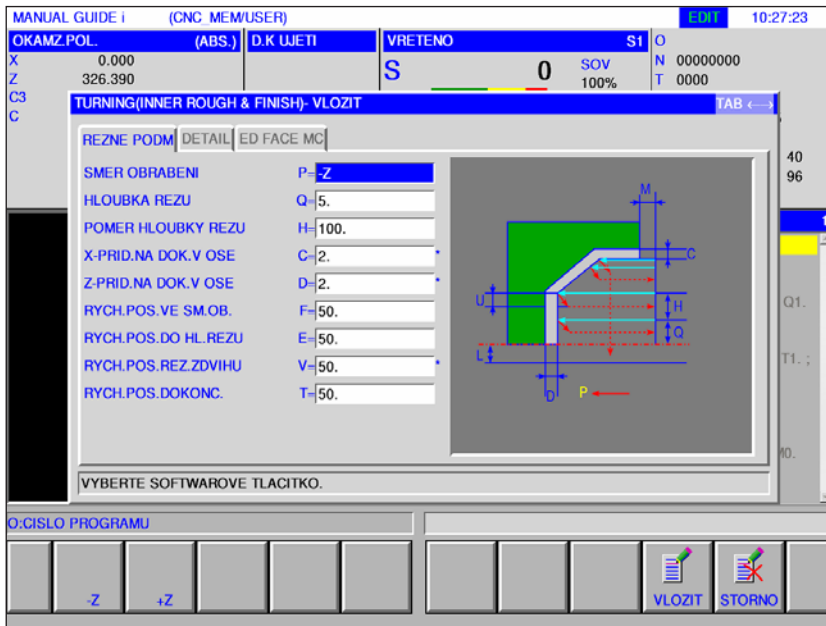 MANUAL GUIDE i (CNC_MEM/USER) EDIT 10:27:23
OKAMZ.POL. (ABS.) D.K UJETI VRETENO S1 O
X 0.000 S 0 SOV N 00000000
Z 326.390 100% T 0000
C3
C
TURNING(INNER ROUGH & FINISH)- VLOZIT TAB ←→
REZNE PODM DETAIL ED FACE MC
SMER OBRABENI P= -Z
HLOUBKA REZU Q= 5.
POMER HLOUBKY REZU H= 100.
X-PRID.NA DOK.V OSE C= 2. *
Z-PRID.NA DOK.V OSE D= 2. *
RYCH.POS.VE SM.OB. F= 50.
RYCH.POS.DO HL.REZU E= 50.
RYCH.POS.REZ.ZDVIHU V= 50. *
RYCH.POS.DOKONC. T= 50.
M
C
U
H
Q
L
D
P
40
96
1
Q1.
T1. ;
M0.
VYBERTE SOFTWAROVE TLACITKO.
O:CISLO PROGRAMU
-Z +Z VLOZIT STORNO